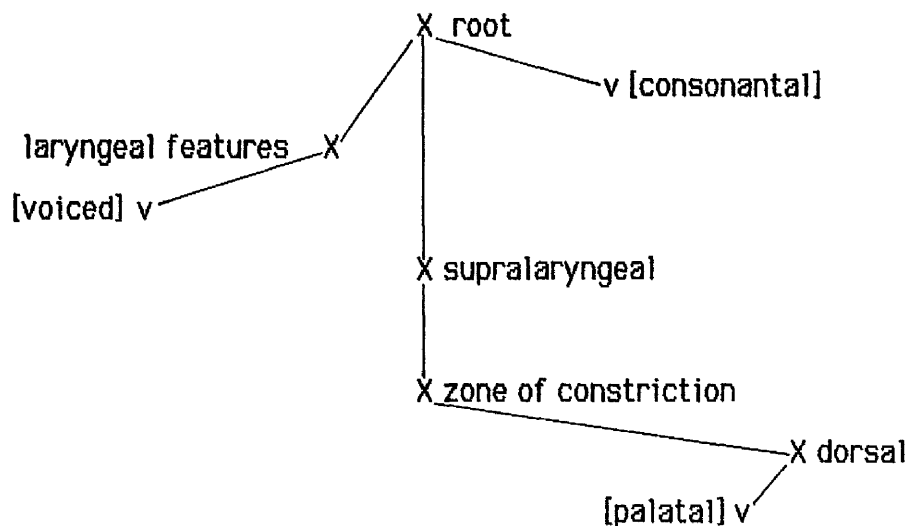 X root
v [consonantal]
laryngeal features X
[voiced] v
X supralaryngeal
X zone of constriction
X dorsal
[palatal] v